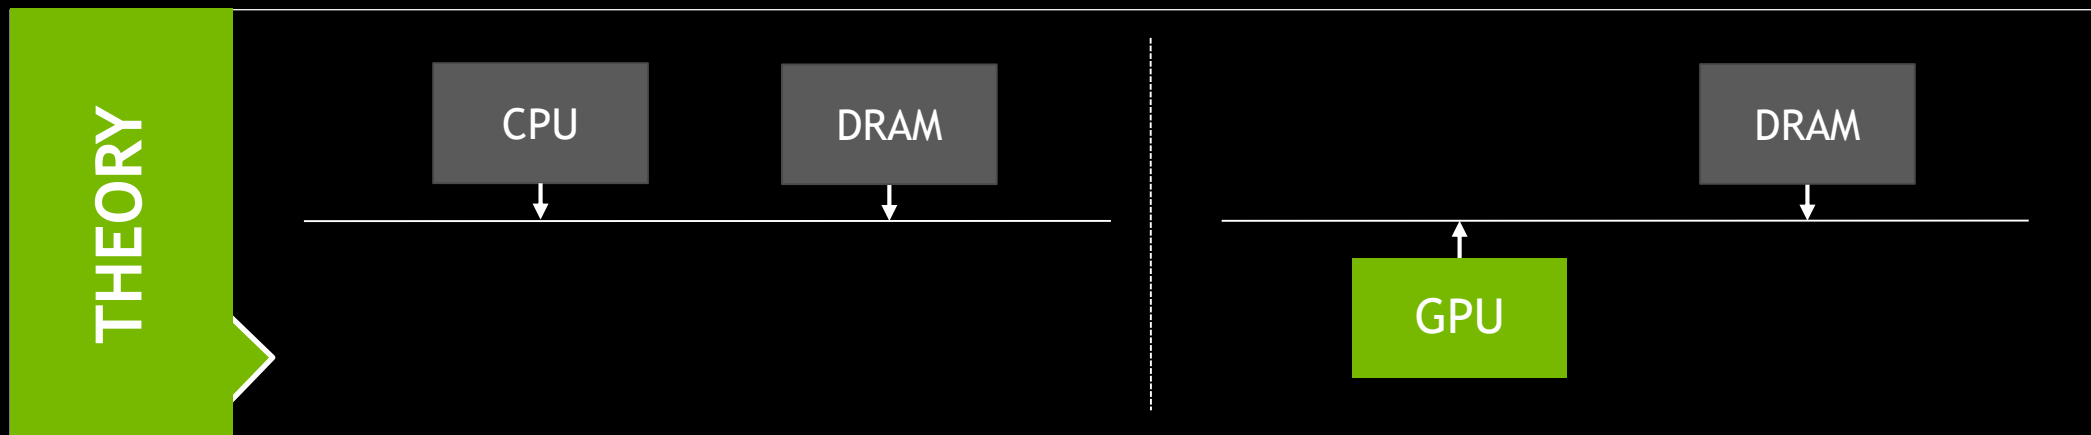 THEORY
CPU
DRAM
DRAM
GPU